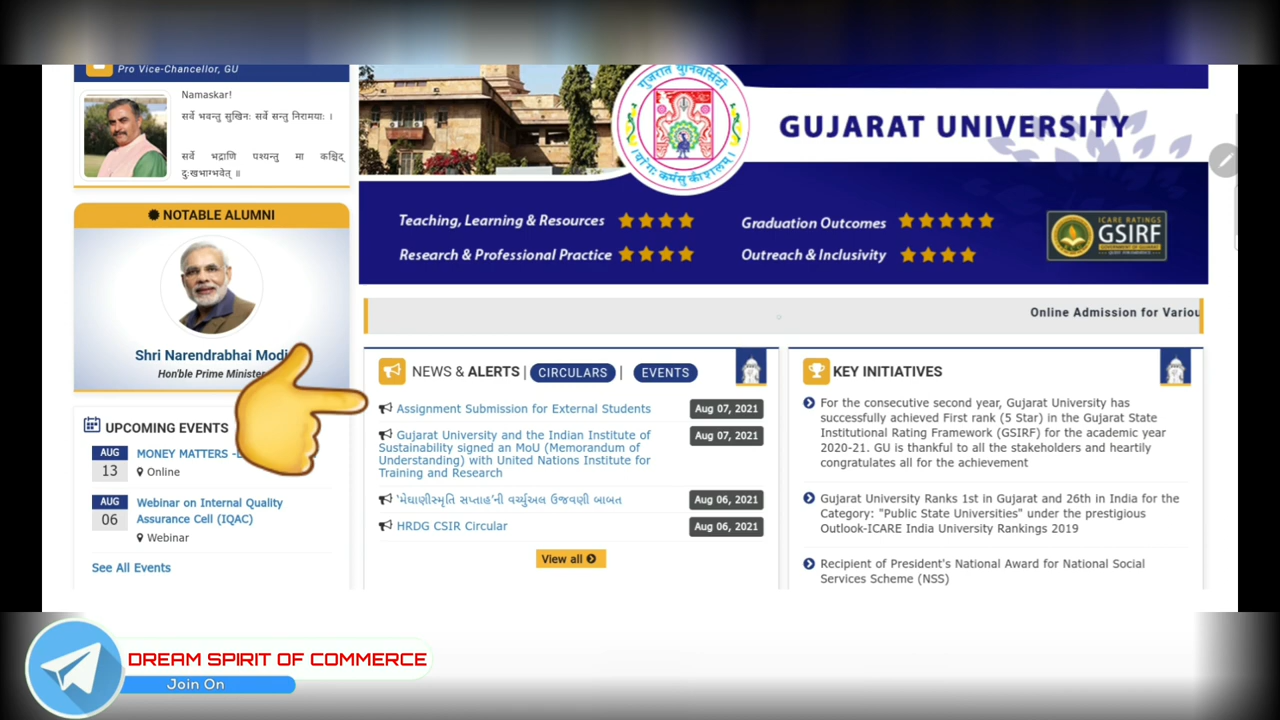 Pro Vice-Chancellor, GU
Namaskar!
सर्वे भवन्तु सुखिनः सर्वे सन्तु निरामयाः ।
सर्वे भद्राणि पश्यन्तु मा कश्चिद्
दुःखभाग्भवेत् ॥
NOTABLE ALUMNI
Shri Narendrabhai Modi
Hon'ble Prime Minister
UPCOMING EVENTS
AUG
13
MONEY MATTERS -
Online
AUG
06
Webinar on Internal Quality
Assurance Cell (IQAC)
Webinar
See All Events
गुजरात युनिवर्सिटी
योगः कर्मसु कौशलम्
GUJARAT UNIVERSITY
Teaching, Learning & Resources
Graduation Outcomes
Research & Professional Practice
Outreach & Inclusivity
ICARE RATINGS
GSIRF
GOVERNMENT OF GUJARAT
Online Admission for Variou
NEWS & ALERTS | CIRCULARS | EVENTS
Assignment Submission for External Students
Aug 07, 2021
Gujarat University and the Indian Institute of
Sustainability signed an MoU (Memorandum of
Understanding) with United Nations Institute for
Training and Research
Aug 07, 2021
'મેઘાણીસ્મૃતિ સપ્તાહ'ની વર્ચ્યુઅલ ઉજવણી બાબત
Aug 06, 2021
HRDG CSIR Circular
Aug 06, 2021
View all
KEY INITIATIVES
For the consecutive second year, Gujarat University has
successfully achieved First rank (5 Star) in the Gujarat State
Institutional Rating Framework (GSIRF) for the academic year
2020-21. GU is thankful to all the stakeholders and heartily
congratulates all for the achievement
Gujarat University Ranks 1st in Gujarat and 26th in India for the
Category: "Public State Universities" under the prestigious
Outlook-ICARE India University Rankings 2019
Recipient of President's National Award for National Social
Services Scheme (NSS)
DREAM SPIRIT OF COMMERCE
Join On